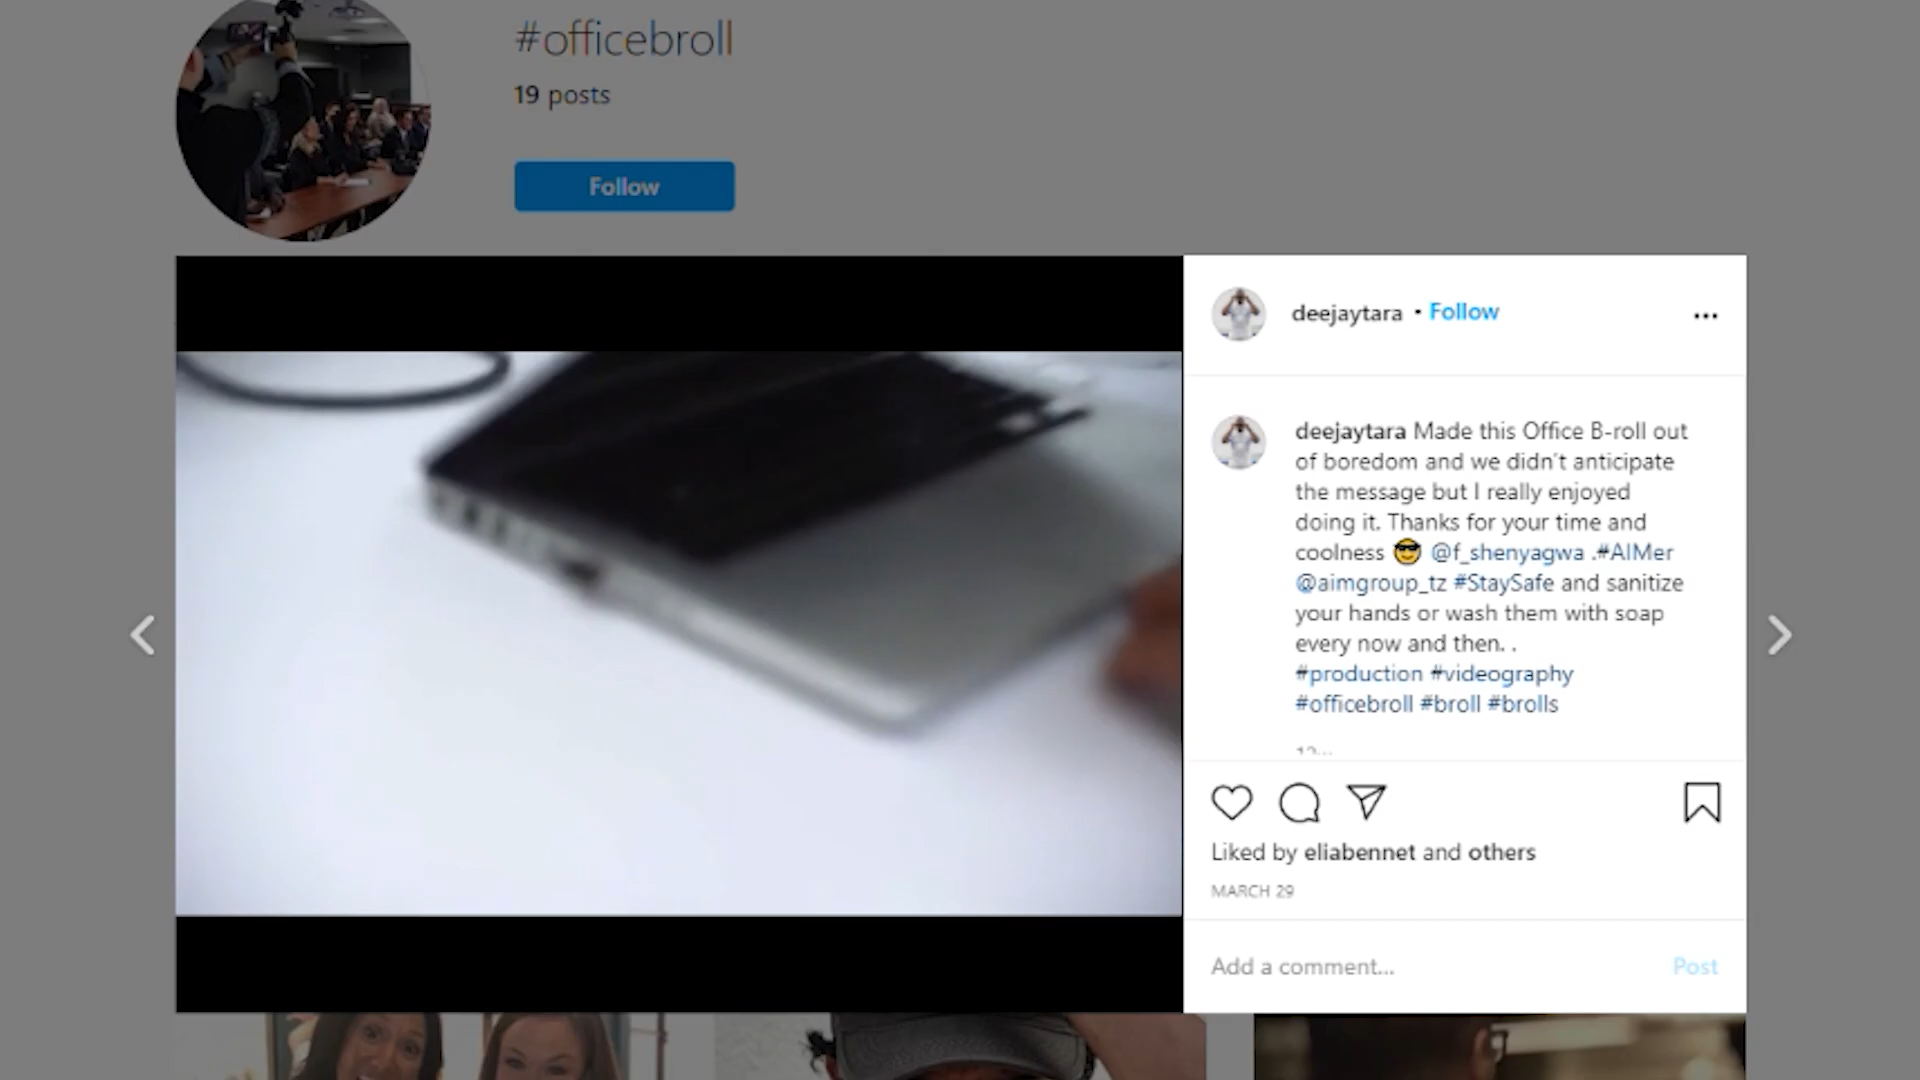 #officebroll
19 posts
Follow
deejaytara • Follow
deejaytara Made this Office B-roll out
of boredom and we didn't anticipate
the message but I really enjoyed
doing it. Thanks for your time and
coolness 😎 @f_shenyagwa .#AIMer
@aimgroup_tz #StaySafe and sanitize
your hands or wash them with soap
every now and then. .
#production #videography
#officebroll #broll #brolls
Liked by eliabennet and others
MARCH 29
Add a comment...
Post